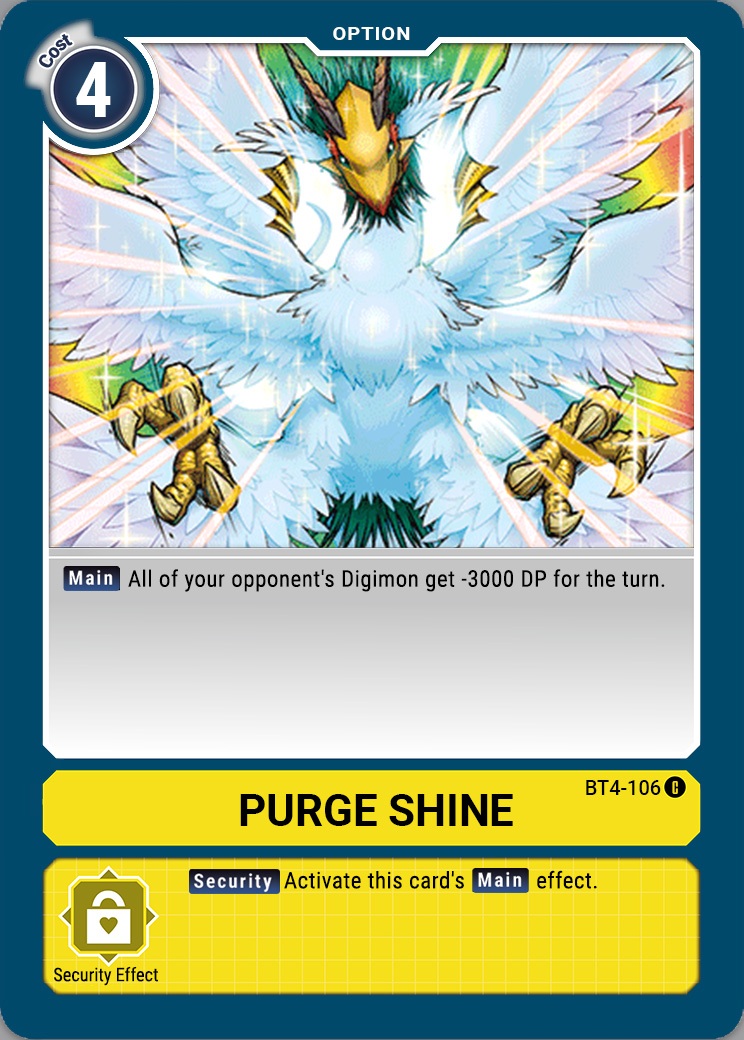 OPTION
Cost
4
Main All of your opponent's Digimon get -3000 DP for the turn.
BT4-106 C
PURGE SHINE
Security Activate this card's Main effect.
Security Effect